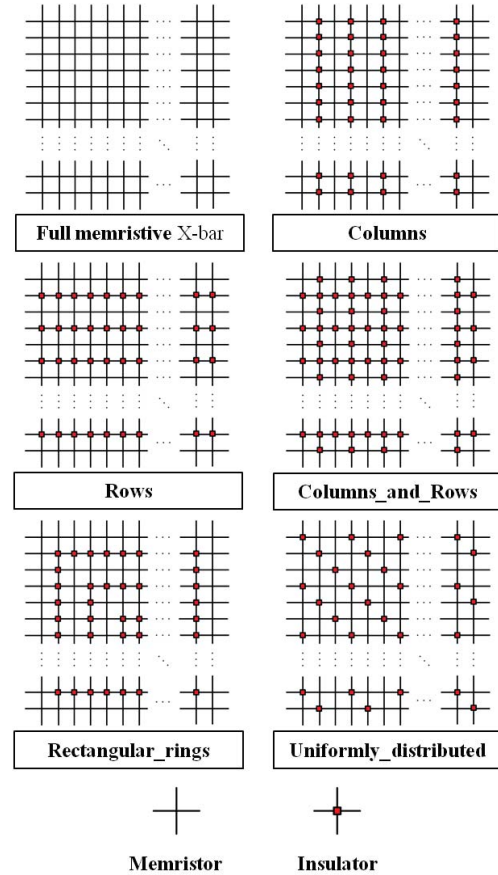 Full memristive X-bar
Columns
Rows
Columns_and_Rows
Rectangular_rings
Uniformly_distributed
Memristor
Insulator